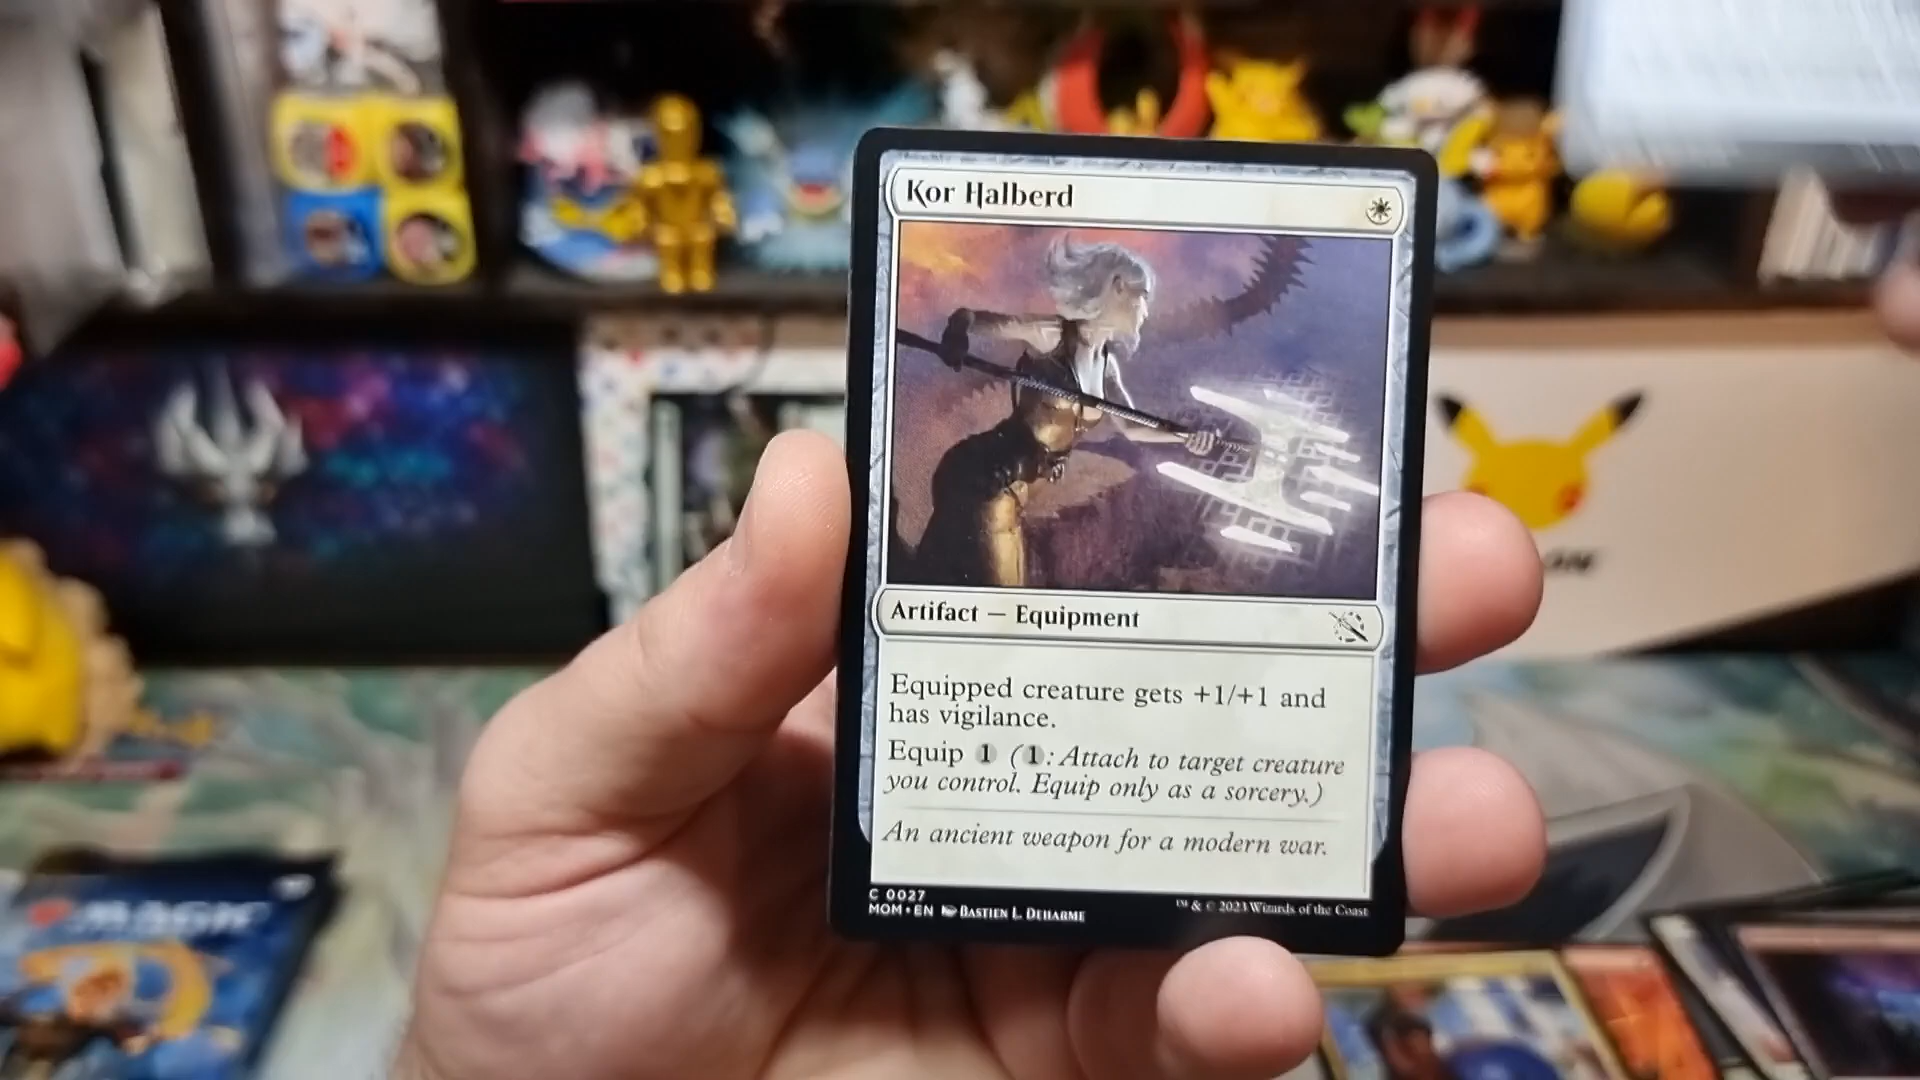 Kor Halberd
Artifact — Equipment
Equipped creature gets +1/+1 and
has vigilance.
Equip 1 (1: Attach to target creature
you control. Equip only as a sorcery.)
An ancient weapon for a modern war.
C 0027
MOM • EN Bastien L. Deharme
™ & © 2023 Wizards of the Coast
MAGIC